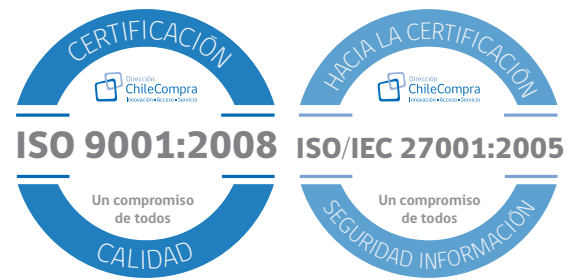 CERTIFICACIÓN
Dirección
ChileCompra
Innovación•Acceso•Servicio
ISO 9001:2008
Un compromiso
de todos
CALIDAD
HACIA LA CERTIFICACIÓN
Dirección
ChileCompra
Innovación•Acceso•Servicio
ISO/IEC 27001:2005
Un compromiso
de todos
SEGURIDAD INFORMACIÓN